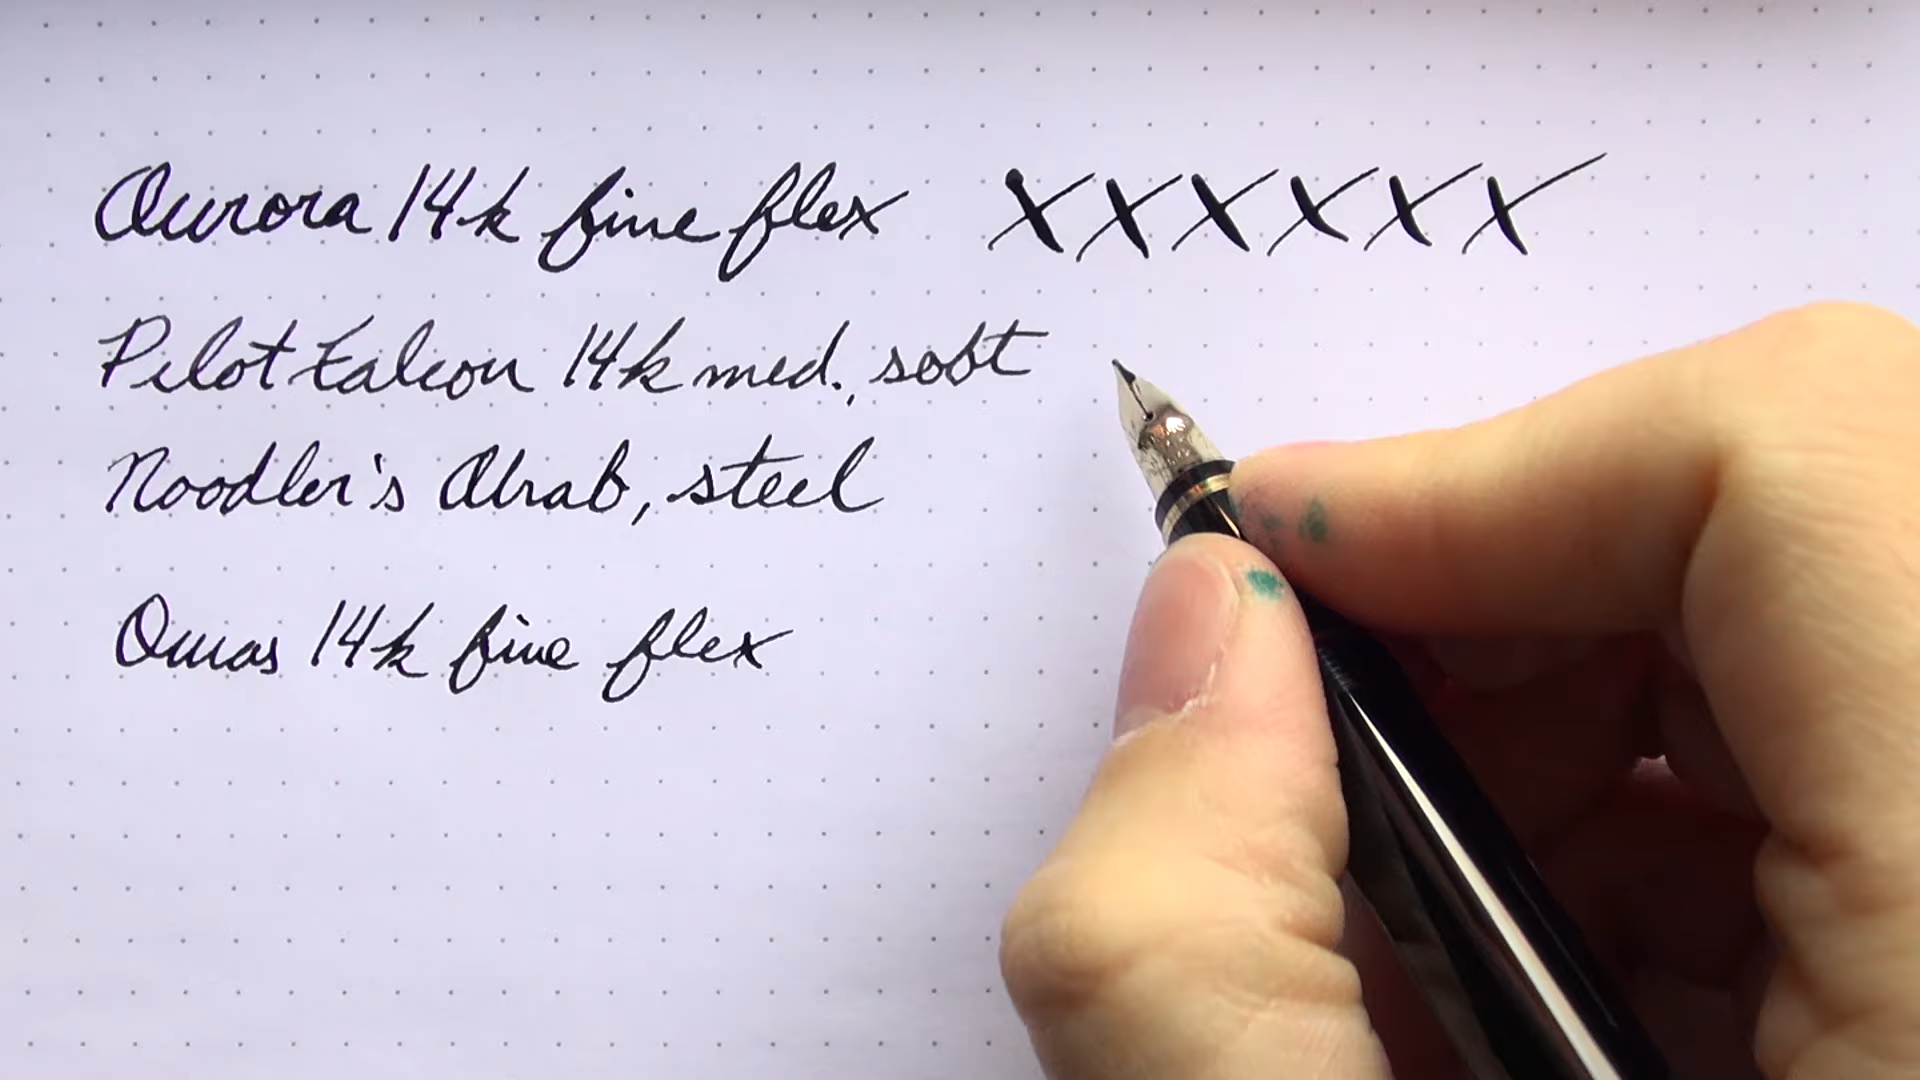 Aurora 14k fine flex xxxxxx
Pilot Falcon 14k med., soft
Noodler's Ahab, steel
Omas 14k fine flex